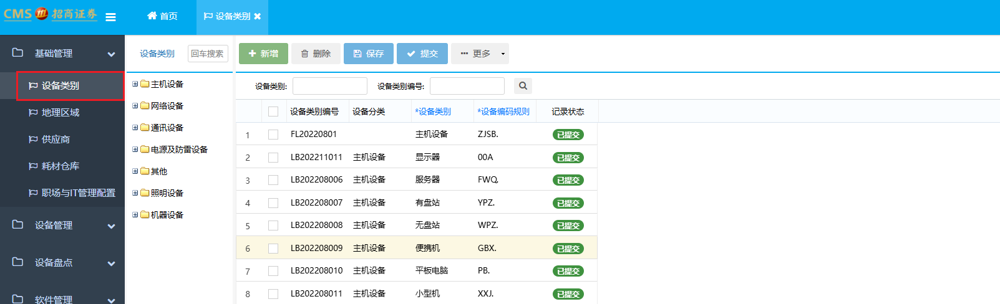 CMS 招商证券
首页
设备类别
基础管理
设备类别
地理区域
供应商
耗材仓库
职场与IT管理配置
设备管理
设备盘点
软件管理
设备类别 回车搜索
主机设备
网络设备
通讯设备
电源及防雷设备
其他
照明设备
机器设备
新增 删除 保存 提交 更多
设备类别: 设备类别编号:
设备类别编号 设备分类 *设备类别 *设备编码规则 记录状态
1 FL20220801 主机设备 ZJSB. 已提交
2 LB202211011 主机设备 显示器 00A 已提交
3 LB202208006 主机设备 服务器 FWQ. 已提交
4 LB202208007 主机设备 有盘站 YPZ. 已提交
5 LB202208008 主机设备 无盘站 WPZ. 已提交
6 LB202208009 主机设备 便携机 GBX. 已提交
7 LB202208010 主机设备 平板电脑 PB. 已提交
8 LB202208011 主机设备 小型机 XXJ. 已提交